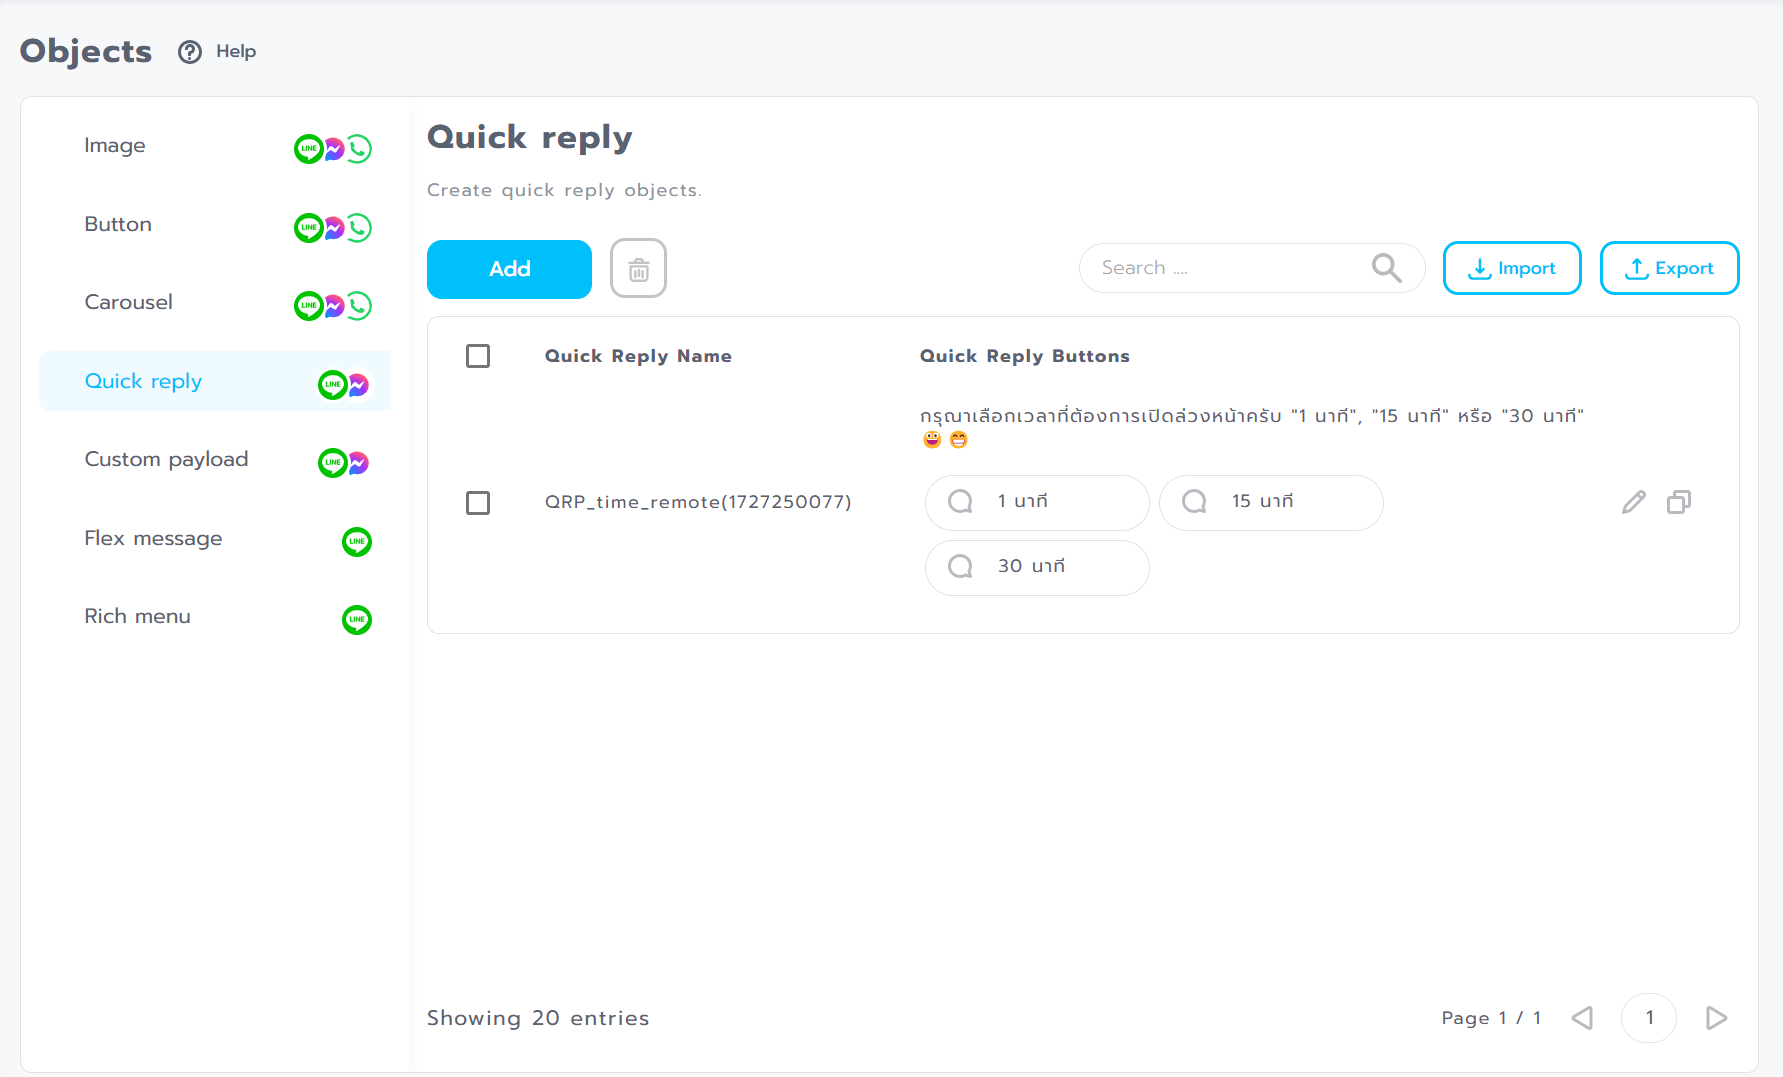 Objects Help
Image
Button
Carousel
Quick reply
Custom payload
Flex message
Rich menu
Quick reply
Create quick reply objects.
Add
Search ....
Import
Export
Quick Reply Name
Quick Reply Buttons
กรุณาเลือกเวลาที่ต้องการเปิดล่วงหน้าครับ "1 นาที", "15 นาที" หรือ "30 นาที"
😀 😁
QRP_time_remote(1727250077)
1 นาที
15 นาที
30 นาที
Showing 20 entries
Page 1 / 1
1